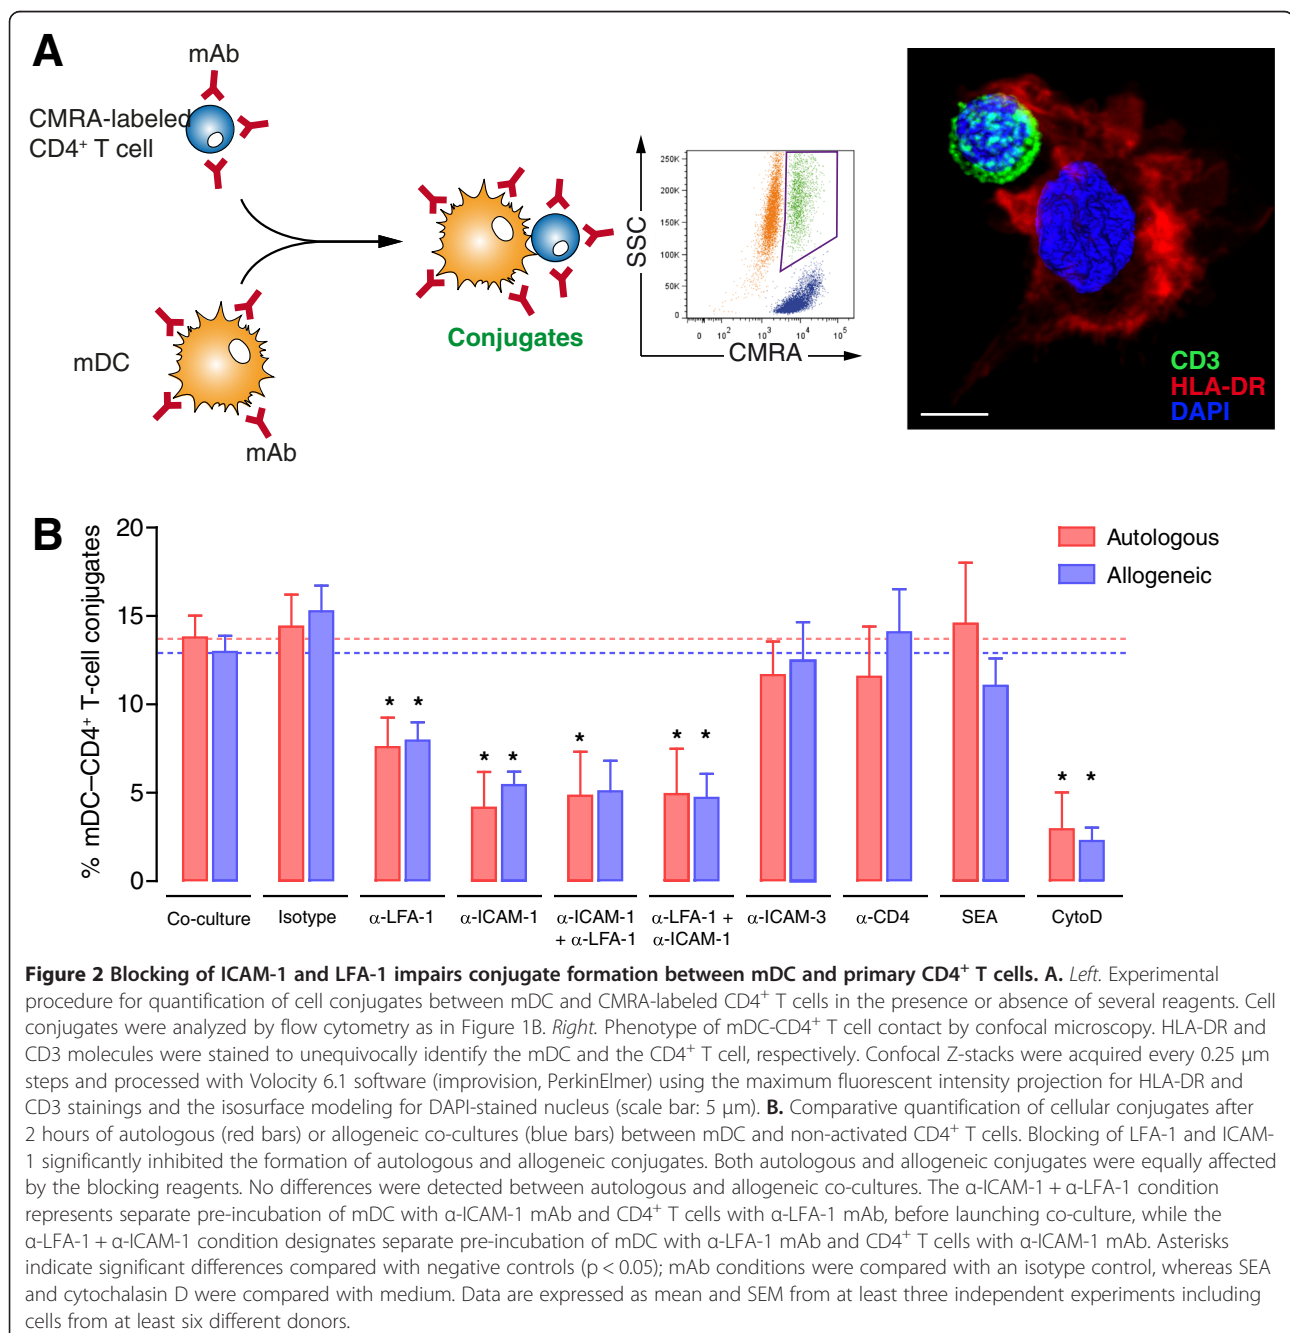 A
mAb
CMRA-labeled
CD4⁺ T cell
mDC
mAb
Conjugates
SSC
250K
200K
150K
100K
50K
0
0 10² 10³ 10⁴ 10⁵
CMRA
CD3
HLA-DR
DAPI
B
% mDC–CD4⁺ T-cell conjugates
20
15
10
5
0
Autologous
Allogeneic
* * * * * * * * *
Co-culture Isotype α-LFA-1 α-ICAM-1 α-ICAM-1 + α-LFA-1 α-LFA-1 + α-ICAM-1 α-ICAM-3 α-CD4 SEA CytoD
Figure 2 Blocking of ICAM-1 and LFA-1 impairs conjugate formation between mDC and primary CD4⁺ T cells. A. Left. Experimental
procedure for quantification of cell conjugates between mDC and CMRA-labeled CD4⁺ T cells in the presence or absence of several reagents. Cell
conjugates were analyzed by flow cytometry as in Figure 1B. Right. Phenotype of mDC-CD4⁺ T cell contact by confocal microscopy. HLA-DR and
CD3 molecules were stained to unequivocally identify the mDC and the CD4⁺ T cell, respectively. Confocal Z-stacks were acquired every 0.25 μm
steps and processed with Volocity 6.1 software (improvision, PerkinElmer) using the maximum fluorescent intensity projection for HLA-DR and
CD3 stainings and the isosurface modeling for DAPI-stained nucleus (scale bar: 5 μm). B. Comparative quantification of cellular conjugates after
2 hours of autologous (red bars) or allogeneic co-cultures (blue bars) between mDC and non-activated CD4⁺ T cells. Blocking of LFA-1 and ICAM-
1 significantly inhibited the formation of autologous and allogeneic conjugates. Both autologous and allogeneic conjugates were equally affected
by the blocking reagents. No differences were detected between autologous and allogeneic co-cultures. The α-ICAM-1 + α-LFA-1 condition
represents separate pre-incubation of mDC with α-ICAM-1 mAb and CD4⁺ T cells with α-LFA-1 mAb, before launching co-culture, while the
α-LFA-1 + α-ICAM-1 condition designates separate pre-incubation of mDC with α-LFA-1 mAb and CD4⁺ T cells with α-ICAM-1 mAb. Asterisks
indicate significant differences compared with negative controls (p < 0.05); mAb conditions were compared with an isotype control, whereas SEA
and cytochalasin D were compared with medium. Data are expressed as mean and SEM from at least three independent experiments including
cells from at least six different donors.